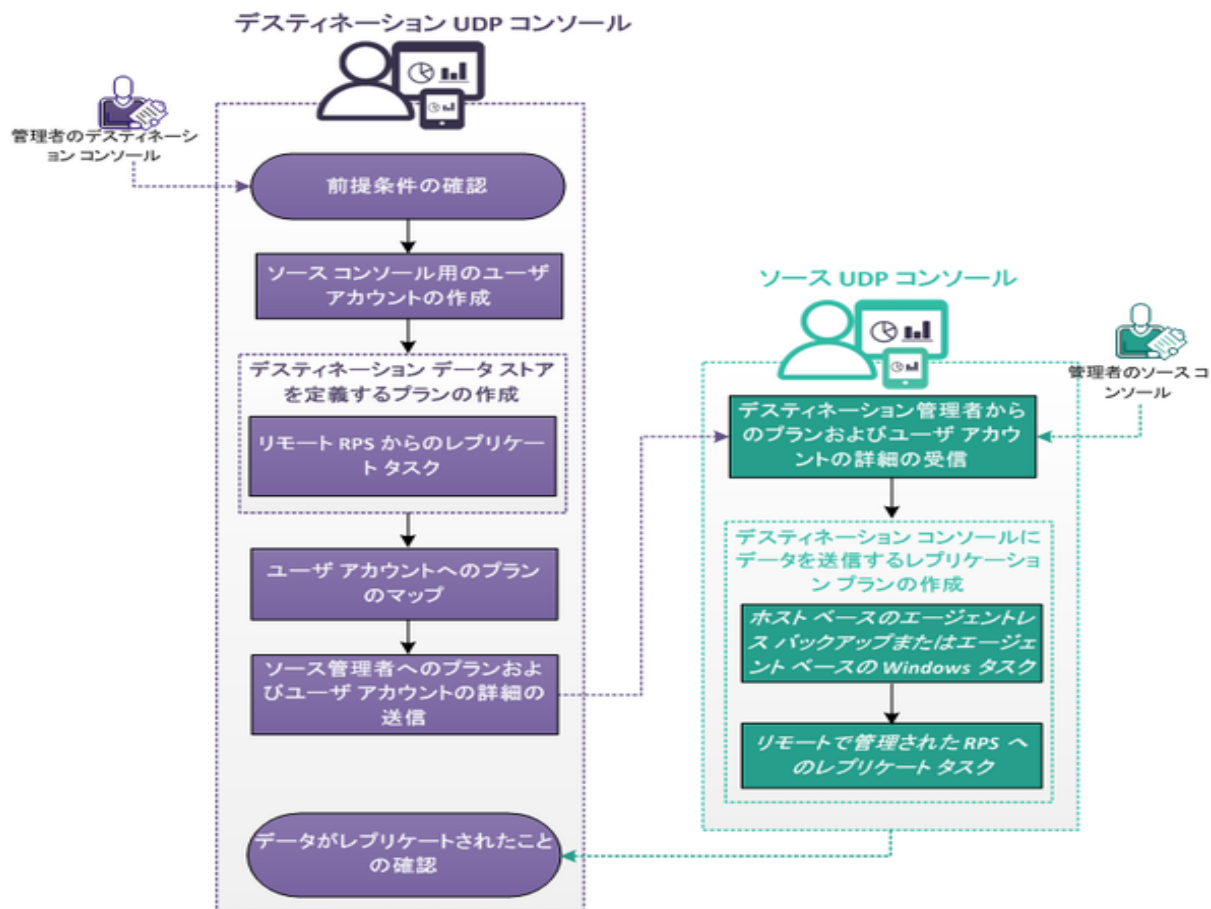 デスティネーション UDP コンソール
管理者のデスティネーシ
ョン コンソール
前提条件の確認
ソース コンソール用のユーザ
アカウントの作成
デスティネーション データ ストア
を定義するプランの作成
リモート RPS からのレプリケー
ト タスク
ユーザ アカウントへのプラン
のマップ
ソース管理者へのプランおよ
びユーザ アカウントの詳細の
送信
データがレプリケートされたこと
の確認
ソース UDP コンソール
管理者のソース コ
ンソール
デスティネーション管理者から
のプランおよびユーザ アカウ
ントの詳細の受信
デスティネーション コンソールに
データを送信するレプリケーショ
ン プランの作成
ホスト ベースのエージェントレ
ス バックアップまたはエージェ
ント ベースの Windows タスク
リモートで管理された RPS へ
のレプリケート タスク